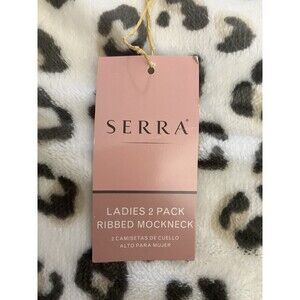 SERRA®
LADIES 2 PACK
RIBBED MOCKNECK
2 CAMISETAS DE CUELLO
ALTO PARA MUJER